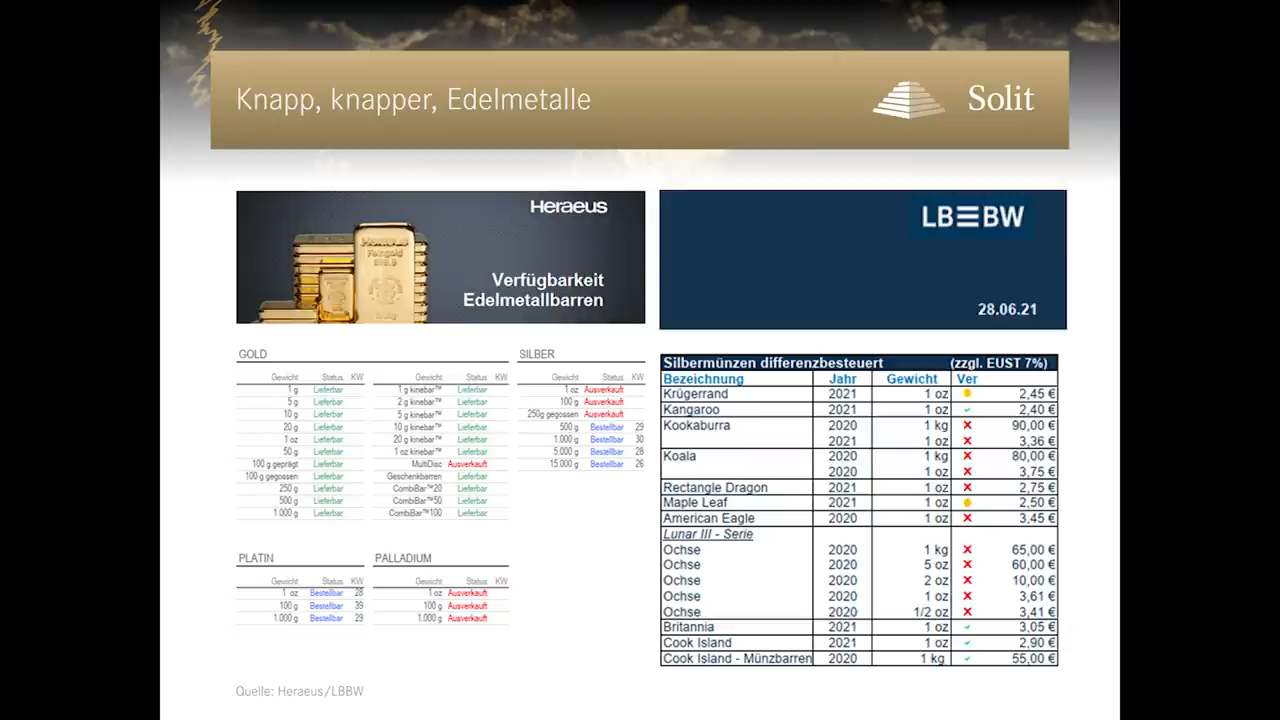 Knapp, knapper, Edelmetalle
Solit
Heraeus
Verfügbarkeit
Edelmetallbarren
LBBW
28.06.21
GOLD
Gewicht Status KW
1 g Lieferbar
5 g Lieferbar
10 g Lieferbar
20 g Lieferbar
1 oz Lieferbar
50 g Lieferbar
100 g geprägt Lieferbar
100 g gegossen Lieferbar
250 g Lieferbar
500 g Lieferbar
1.000 g Lieferbar
Gewicht Status KW
1 g kinebar™ Lieferbar
2 g kinebar™ Lieferbar
5 g kinebar™ Lieferbar
10 g kinebar™ Lieferbar
20 g kinebar™ Lieferbar
1 oz kinebar™ Lieferbar
MultiDisc Ausverkauft
Geschenkbarren Lieferbar
CombiBar™20 Lieferbar
CombiBar™50 Lieferbar
CombiBar™100 Lieferbar
SILBER
Gewicht Status KW
1 oz Ausverkauft
100 g Ausverkauft
250g gegossen Ausverkauft
500 g Bestellbar 29
1.000 g Bestellbar 30
5.000 g Bestellbar 28
15.000 g Bestellbar 26
PLATIN
Gewicht Status KW
1 oz Bestellbar 28
100 g Bestellbar 39
1.000 g Bestellbar 29
PALLADIUM
Gewicht Status KW
1 oz Ausverkauft
100 g Ausverkauft
1.000 g Ausverkauft
Silbermünzen differenzbesteuert (zzgl. EUST 7%)
Bezeichnung Jahr Gewicht Ver
Krügerrand 2021 1 oz 2,45 €
Kangaroo 2021 1 oz 2,40 €
Kookaburra 2020 1 kg 90,00 €
2021 1 oz 3,36 €
Koala 2021 1 kg 80,00 €
2020 1 oz 3,75 €
Rectangle Dragon 2021 1 oz 2,75 €
Maple Leaf 2021 1 oz 2,50 €
American Eagle 2020 1 oz 3,45 €
Lunar III - Serie
Ochse 2020 1 kg 65,00 €
Ochse 2020 5 oz 60,00 €
Ochse 2020 2 oz 10,00 €
Ochse 2020 1 oz 3,61 €
Ochse 2020 1/2 oz 3,41 €
Britannia 2021 1 oz 3,05 €
Cook Island 2021 1 oz 2,90 €
Cook Island - Münzbarren 2020 1 kg 55,00 €
Quelle: Heraeus/LBBW